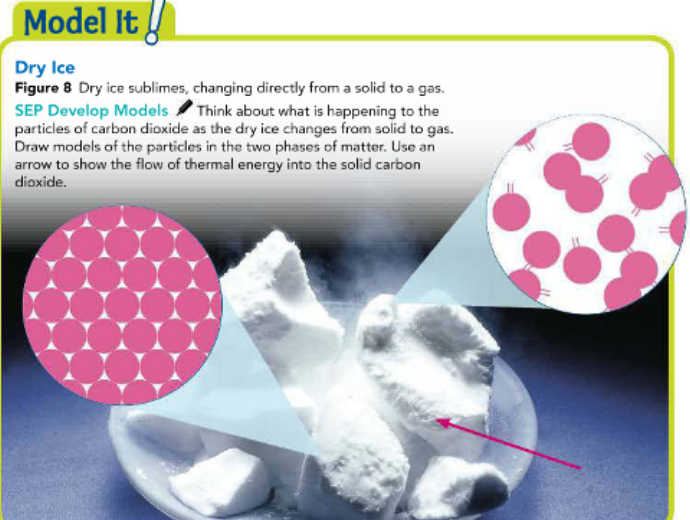 Model It!
Dry Ice
Figure 8 Dry ice sublimes, changing directly from a solid to a gas.
SEP Develop Models Think about what is happening to the
particles of carbon dioxide as the dry ice changes from solid to gas.
Draw models of the particles in the two phases of matter. Use an
arrow to show the flow of thermal energy into the solid carbon
dioxide.